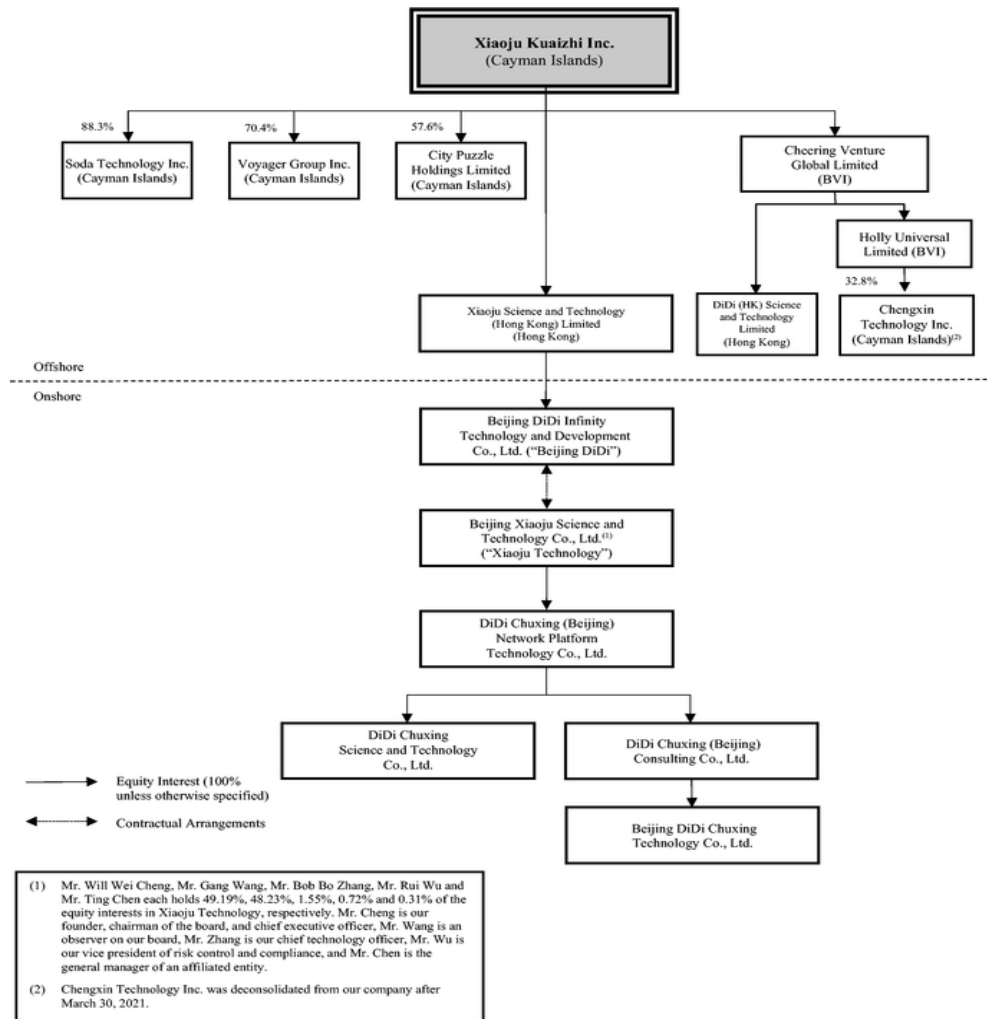 Xiaoju Kuaizhi Inc.
(Cayman Islands)
88.3%
70.4%
57.6%
Soda Technology Inc.
(Cayman Islands)
Voyager Group Inc.
(Cayman Islands)
City Puzzle
Holdings Limited
(Cayman Islands)
Cheering Venture
Global Limited
(BVI)
Holly Universal
Limited (BVI)
32.8%
Xiaoju Science and Technology
(Hong Kong) Limited
(Hong Kong)
DiDi (HK) Science
and Technology
Limited
(Hong Kong)
Chengxin
Technology Inc.
(Cayman Islands)(2)
Offshore
Onshore
Beijing DiDi Infinity
Technology and Development
Co., Ltd. (“Beijing DiDi”)
Beijing Xiaoju Science and
Technology Co., Ltd.(1)
(“Xiaoju Technology”)
DiDi Chuxing (Beijing)
Network Platform
Technology Co., Ltd.
DiDi Chuxing
Science and Technology
Co., Ltd.
DiDi Chuxing (Beijing)
Consulting Co., Ltd.
Beijing DiDi Chuxing
Technology Co., Ltd.
Equity Interest (100%
unless otherwise specified)
Contractual Arrangements
(1) Mr. Will Wei Cheng, Mr. Gang Wang, Mr. Bob Bo Zhang, Mr. Rui Wu and
Mr. Ting Chen each holds 49.19%, 48.23%, 1.55%, 0.72% and 0.31% of the
equity interests in Xiaoju Technology, respectively. Mr. Cheng is our
founder, chairman of the board, and chief executive officer, Mr. Wang is an
observer on our board, Mr. Zhang is our chief technology officer, Mr. Wu is
our vice president of risk control and compliance, and Mr. Chen is the
general manager of an affiliated entity.
(2) Chengxin Technology Inc. was deconsolidated from our company after
March 30, 2021.